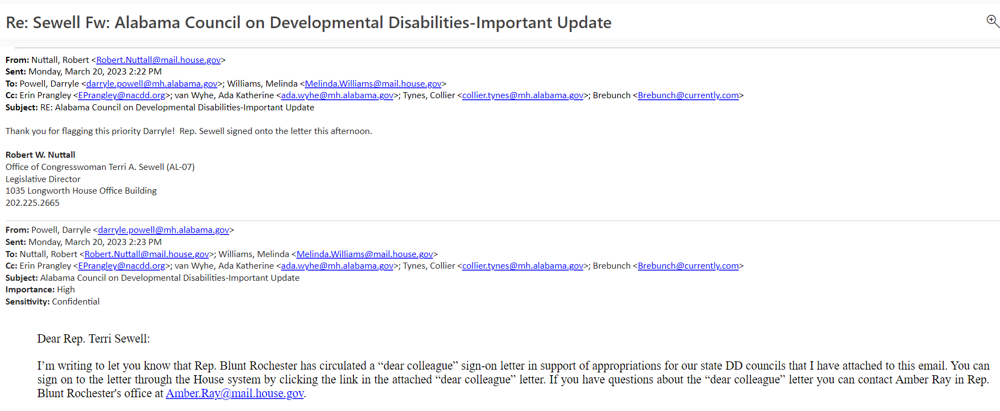 Re: Sewell Fw: Alabama Council on Developmental Disabilities-Important Update
From: Nuttall, Robert <Robert.Nuttall@mail.house.gov>
Sent: Monday, March 20, 2023 2:22 PM
To: Powell, Darryle <darryle.powell@mh.alabama.gov>; Williams, Melinda <Melinda.Williams@mail.house.gov>
Cc: Erin Prangley <EPrangley@nacdd.org>; van Wyhe, Ada Katherine <ada.wyhe@mh.alabama.gov>; Tynes, Collier <collier.tynes@mh.alabama.gov>; Brebunch <Brebunch@currently.com>
Subject: RE: Alabama Council on Developmental Disabilities-Important Update
Thank you for flagging this priority Darryle!  Rep. Sewell signed onto the letter this afternoon.
Robert W. Nuttall
Office of Congresswoman Terri A. Sewell (AL-07)
Legislative Director
1035 Longworth House Office Building
202.225.2665
From: Powell, Darryle <darryle.powell@mh.alabama.gov>
Sent: Monday, March 20, 2023 2:23 PM
To: Nuttall, Robert <Robert.Nuttall@mail.house.gov>; Williams, Melinda <Melinda.Williams@mail.house.gov>
Cc: Erin Prangley <EPrangley@nacdd.org>; van Wyhe, Ada Katherine <ada.wyhe@mh.alabama.gov>; Tynes, Collier <collier.tynes@mh.alabama.gov>; Brebunch <Brebunch@currently.com>
Subject: Alabama Council on Developmental Disabilities-Important Update
Importance: High
Sensitivity: Confidential
Dear Rep. Terri Sewell:
I’m writing to let you know that Rep. Blunt Rochester has circulated a “dear colleague” sign-on letter in support of appropriations for our state DD councils that I have attached to this email. You can
sign on to the letter through the House system by clicking the link in the attached “dear colleague” letter. If you have questions about the “dear colleague” letter you can contact Amber Ray in Rep.
Blunt Rochester's office at Amber.Ray@mail.house.gov.